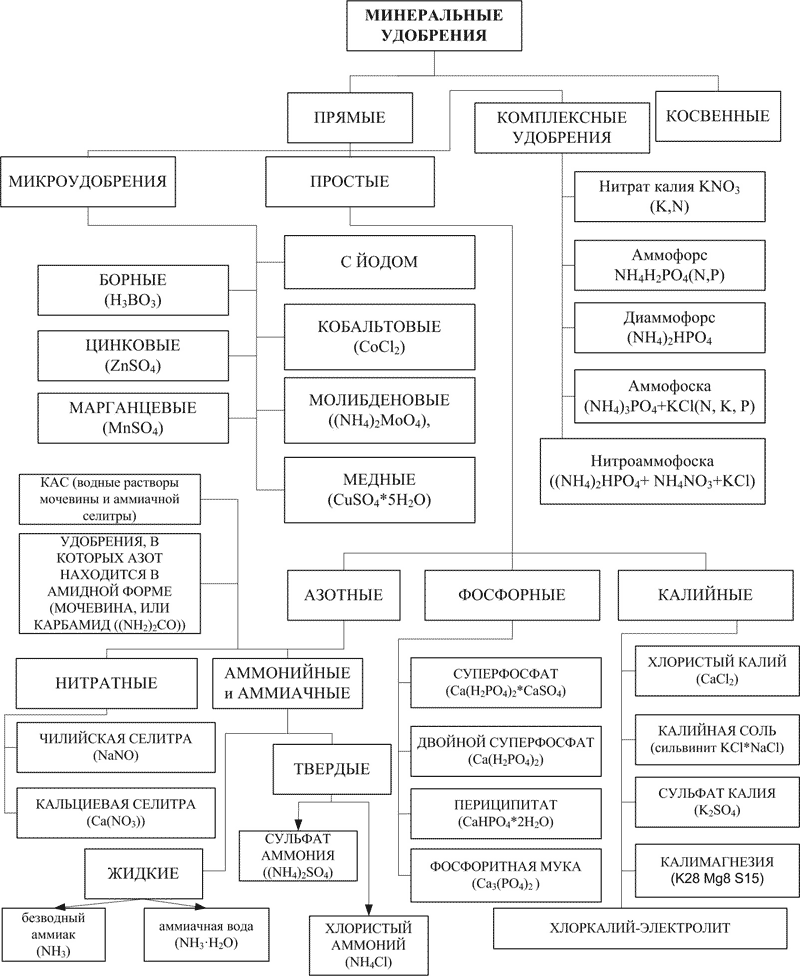 МИНЕРАЛЬНЫЕ
УДОБРЕНИЯ
ПРЯМЫЕ
КОМПЛЕКСНЫЕ
УДОБРЕНИЯ
КОСВЕННЫЕ
МИКРОУДОБРЕНИЯ
ПРОСТЫЕ
Нитрат калия KNO3
(K,N)
С ЙОДОМ
Аммофорс
NH4H2PO4(N,P)
БОРНЫЕ
(H3BO3)
КОБАЛЬТОВЫЕ
(CoCl2)
Диаммофорс
(NH4)2HPO4
ЦИНКОВЫЕ
(ZnSO4)
МОЛИБДЕНОВЫЕ
((NH4)2MoO4),
Аммофоска
(NH4)3PO4+KCl(N, K, P)
МАРГАНЦЕВЫЕ
(MnSO4)
МЕДНЫЕ
(CuSO4*5H2O)
Нитроаммофоска
((NH4)2HPO4+ NH4NO3+KCl)
КАС (водные растворы
мочевины и аммиачной
селитры)
УДОБРЕНИЯ, В
КОТОРЫХ АЗОТ
НАХОДИТСЯ В
АМИДНОЙ ФОРМЕ
(МОЧЕВИНА, ИЛИ
КАРБАМИД ((NH2)2CO))
АЗОТНЫЕ
ФОСФОРНЫЕ
КАЛИЙНЫЕ
НИТРАТНЫЕ
АММОНИЙНЫЕ
и АММИАЧНЫЕ
СУПЕРФОСФАТ
(Ca(H2PO4)2*CaSO4)
ХЛОРИСТЫЙ КАЛИЙ
(CaCl2)
ЧИЛИЙСКАЯ СЕЛИТРА
(NaNO)
ТВЕРДЫЕ
ДВОЙНОЙ СУПЕРФОСФАТ
(Ca(H2PO4)2)
КАЛИЙНАЯ СОЛЬ
(сильвинит KCl*NaCl)
КАЛЬЦИЕВАЯ СЕЛИТРА
(Ca(NO3))
ПЕРИЦИПИТАТ
(CaHPO4*2H2O)
СУЛЬФАТ КАЛИЯ
(K2SO4)
СУЛЬФАТ
АММОНИЯ
((NH4)2SO4)
ЖИДКИЕ
ФОСФОРИТНАЯ МУКА
(Ca3(PO4)2 )
КАЛИМАГНЕЗИЯ
(K28 Mg8 S15)
безводный
аммиак
(NH3)
аммиачная вода
(NH3·H2O)
ХЛОРИСТЫЙ
АММОНИЙ
(NH4Cl)
ХЛОРКАЛИЙ-ЭЛЕКТРОЛИТ